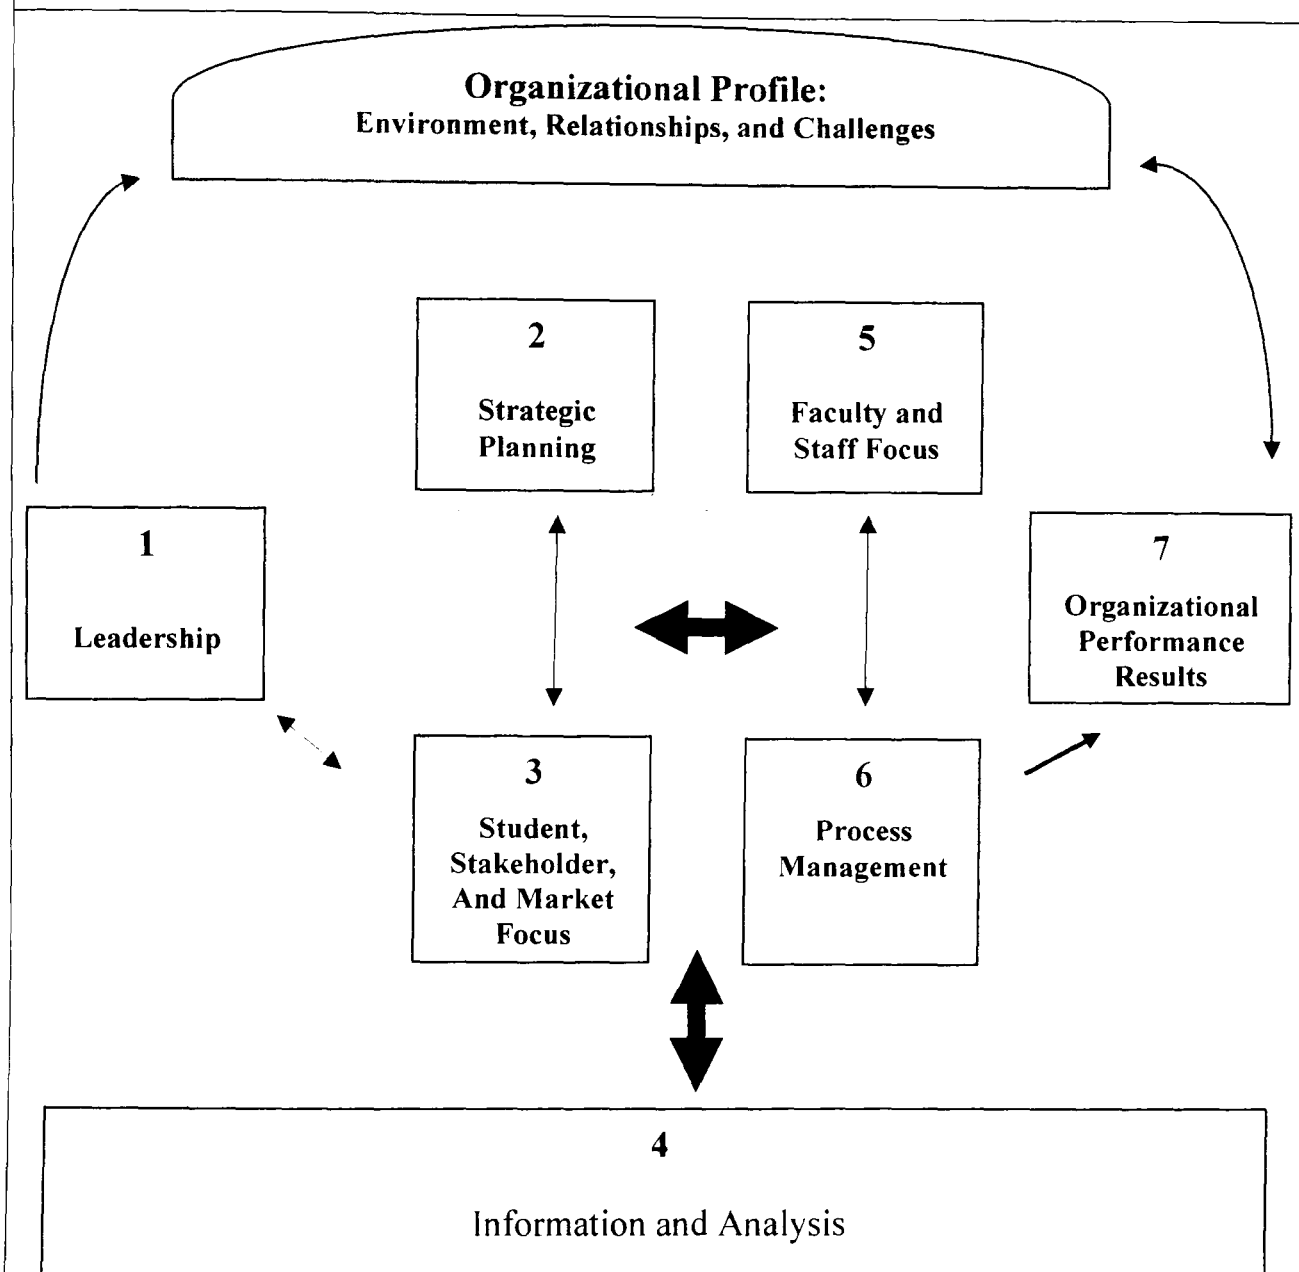 Organizational Profile:
Environment, Relationships, and Challenges
2
Strategic
Planning
5
Faculty and
Staff Focus
1
Leadership
7
Organizational
Performance
Results
3
Student,
Stakeholder,
And Market
Focus
6
Process
Management
4
Information and Analysis